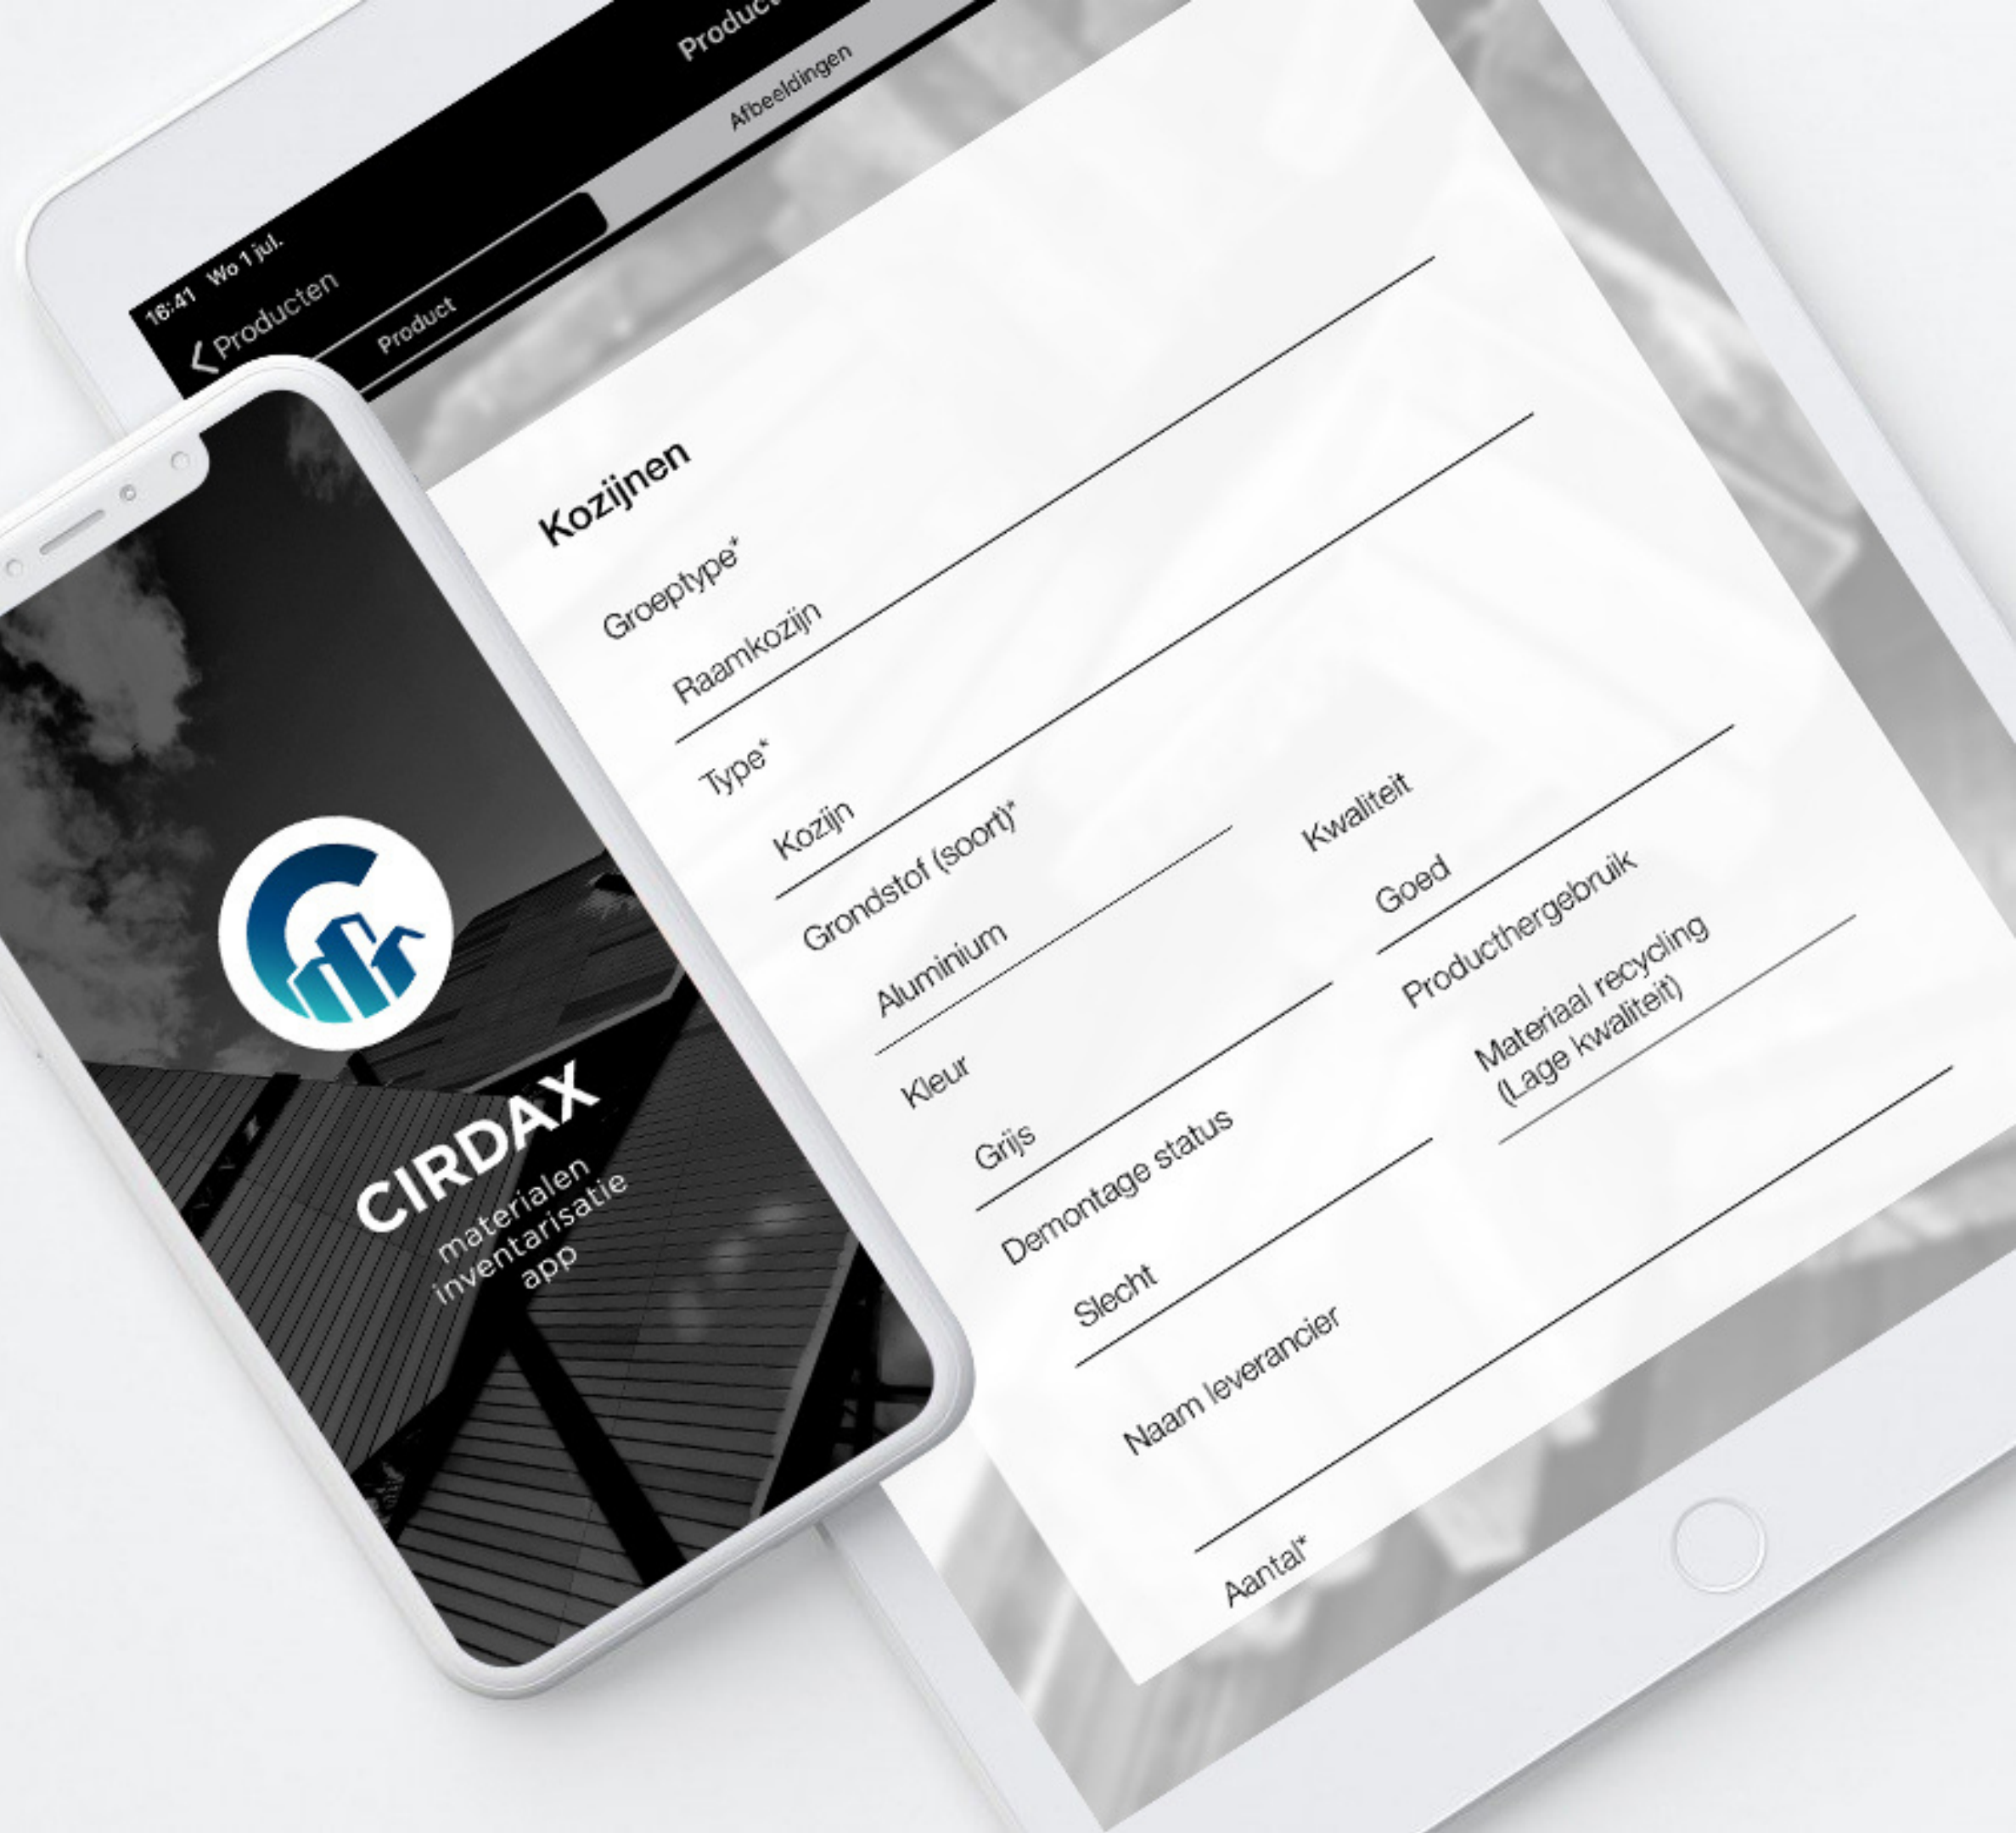 16:41 Wo 1 jul.
Producten
Product
Product
Afbeeldingen
Kozijnen
Groeptype*
Raamkozijn
Type*
Kozijn
Grondstof (soort)*
Aluminium
Kwaliteit
Goed
Kleur
Grijs
Producthergebruik
Materiaal recycling
(Lage kwaliteit)
Demontage status
Slecht
Naam leverancier
Aantal*
CIRDAX
materialen
inventarisatie
app